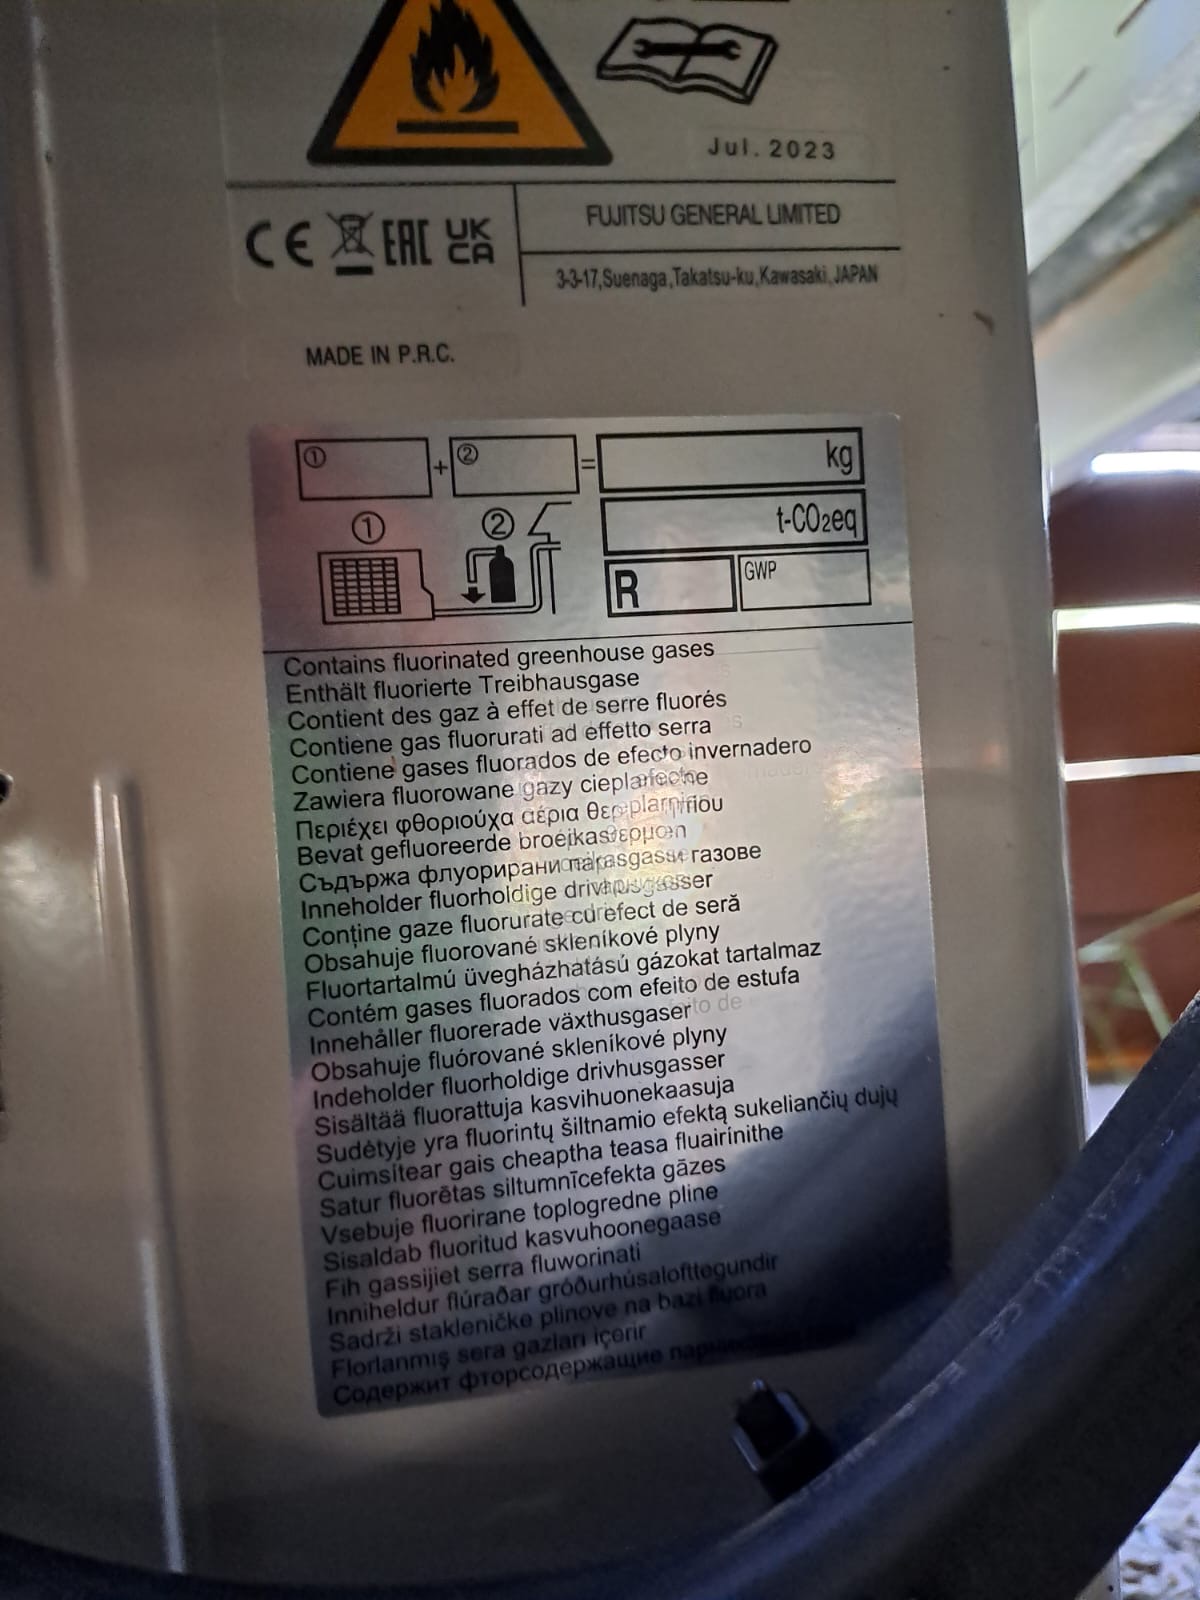 Jul. 2023
CE EAC UK CA
FUJITSU GENERAL LIMITED
3-3-17,Suenaga,Takatsu-ku,Kawasaki,JAPAN
MADE IN P.R.C.
① + ② = kg
① ② t-CO₂eq
R GWP
Contains fluorinated greenhouse gases
Enthält fluorierte Treibhausgase
Contient des gaz à effet de serre fluorés
Contiene gas fluorurati ad effetto serra
Contiene gases fluorados de efecto invernadero
Zawiera fluorowane gazy
Περιέχει φθοριούχα αέρια
Bevat gefluoreerde
Съдържа флуорирани газове
Inneholder fluorholdige drivhusgasser
Conține gaze fluorurate cu efect de seră
Obsahuje fluorované skleníkové plyny
Fluortartalmú üvegházhatású gázokat tartalmaz
Contém gases fluorados com efeito de estufa
Innehåller fluorerade växthusgaser
Obsahuje fluórované skleníkové plyny
Indeholder fluorholdige drivhusgasser
Sisältää fluorattuja kasvihuonekaasuja
Sudėtyje yra fluorintų šiltnamio efektą sukeliančių dujų
Cuimsítear gais cheaptha teasa fluairínithe
Satur fluorētas siltumnīcefekta gāzes
Vsebuje fluorirane toplogredne pline
Sisaldab fluoritud kasvuhoonegaase
Fih gassijiet serra fluworinati
Inniheldur flúraðar gróðurhúsalofttegundir
Sadrži stakleničke plinove na bazi fluora
Florlanmış sera gazları içerir
Содержит фторсодержащие